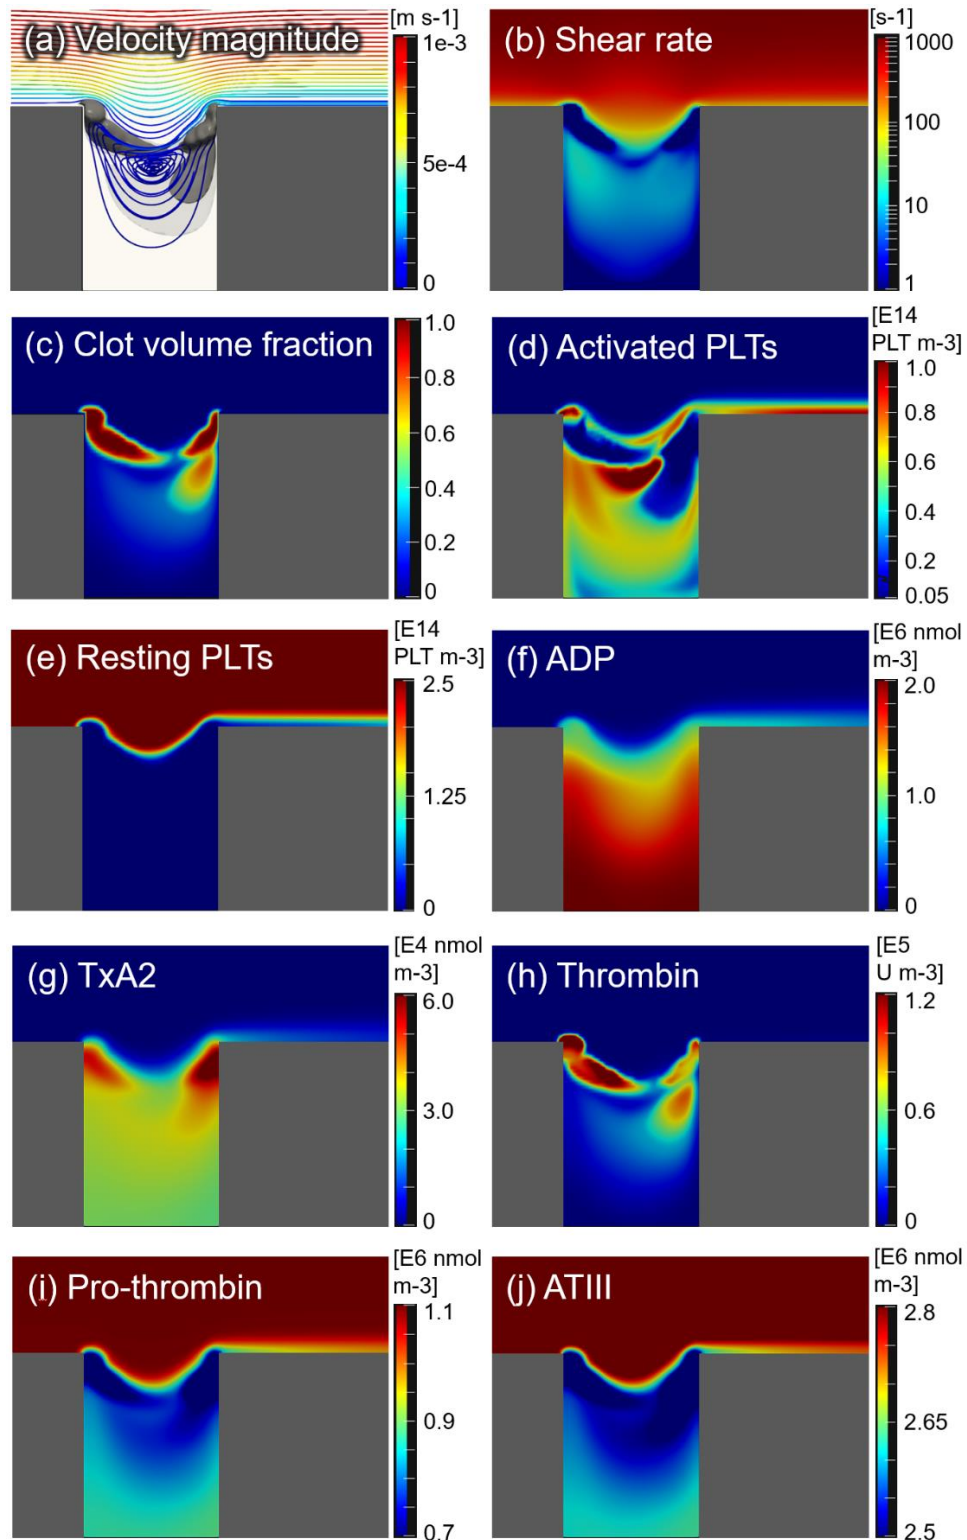 (a) Velocity magnitude
[m s-1]
1e-3
5e-4
0
(b) Shear rate
[s-1]
1000
100
10
1
(c) Clot volume fraction
1.0
0.8
0.6
0.4
0.2
0
(d) Activated PLTs
[E14
PLT m-3]
1.0
0.8
0.6
0.4
0.2
0.05
(e) Resting PLTs
[E14
PLT m-3]
2.5
1.25
0
(f) ADP
[E6 nmol
m-3]
2.0
1.0
0
(g) TxA2
[E4 nmol
m-3]
6.0
3.0
0
(h) Thrombin
[E5
U m-3]
1.2
0.6
0
(i) Pro-thrombin
[E6 nmol
m-3]
1.1
0.9
0.7
(j) ATIII
[E6 nmol
m-3]
2.8
2.65
2.5